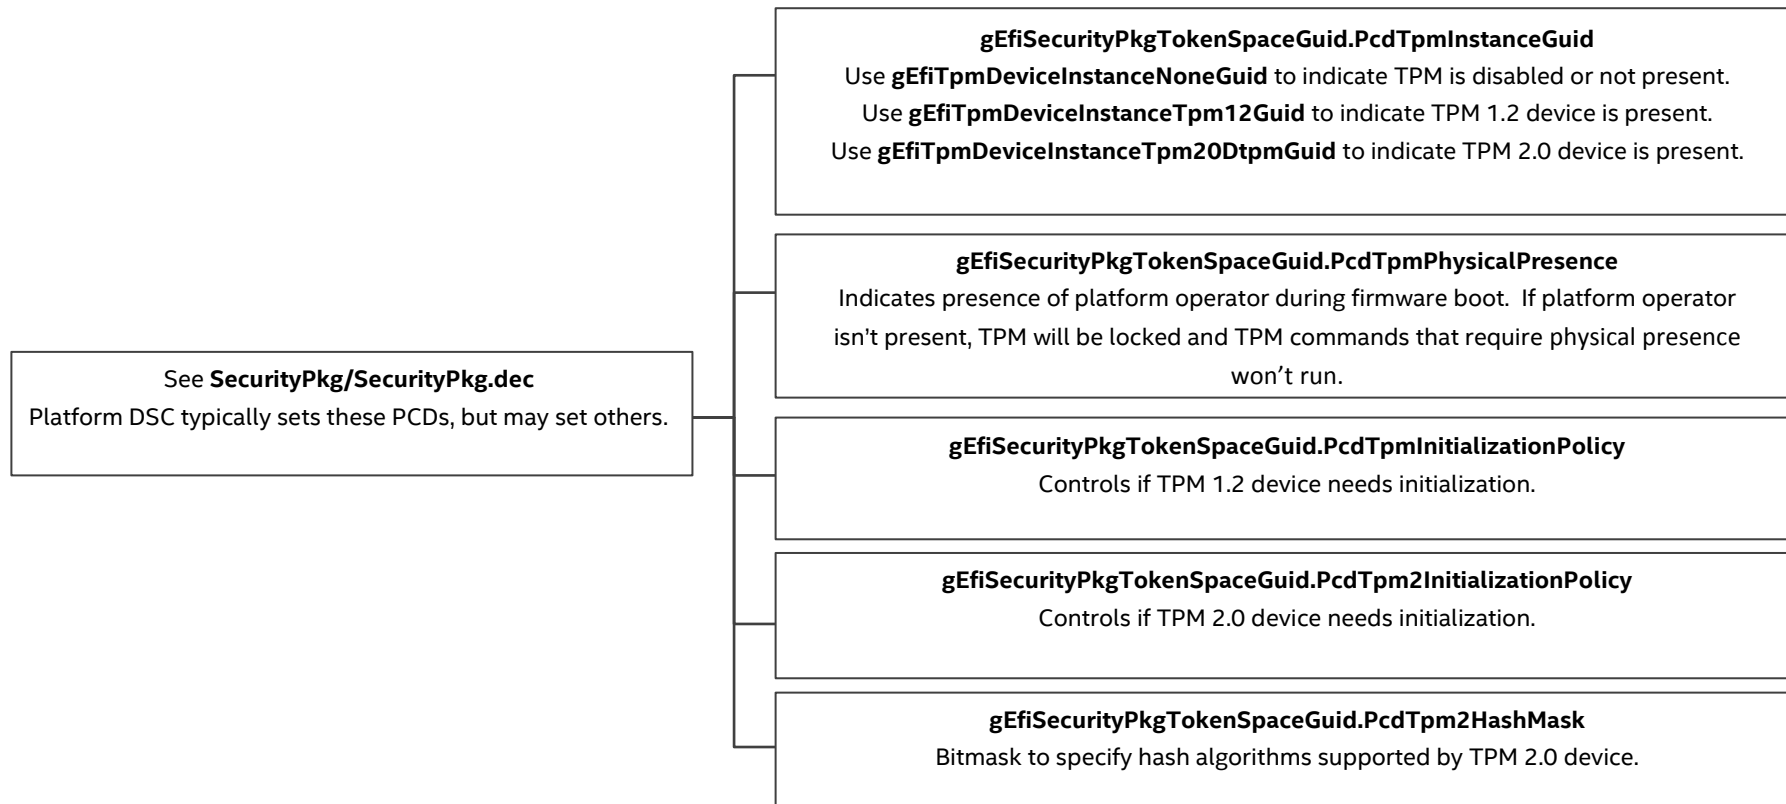 See SecurityPkg/SecurityPkg.dec
Platform DSC typically sets these PCDs, but may set others.
gEfiSecurityPkgTokenSpaceGuid.PcdTpmInstanceGuid
Use gEfiTpmDeviceInstanceNoneGuid to indicate TPM is disabled or not present.
Use gEfiTpmDeviceInstanceTpm12Guid to indicate TPM 1.2 device is present.
Use gEfiTpmDeviceInstanceTpm20DtpmGuid to indicate TPM 2.0 device is present.
gEfiSecurityPkgTokenSpaceGuid.PcdTpmPhysicalPresence
Indicates presence of platform operator during firmware boot.  If platform operator
isn't present, TPM will be locked and TPM commands that require physical presence
won't run.
gEfiSecurityPkgTokenSpaceGuid.PcdTpmInitializationPolicy
Controls if TPM 1.2 device needs initialization.
gEfiSecurityPkgTokenSpaceGuid.PcdTpm2InitializationPolicy
Controls if TPM 2.0 device needs initialization.
gEfiSecurityPkgTokenSpaceGuid.PcdTpm2HashMask
Bitmask to specify hash algorithms supported by TPM 2.0 device.